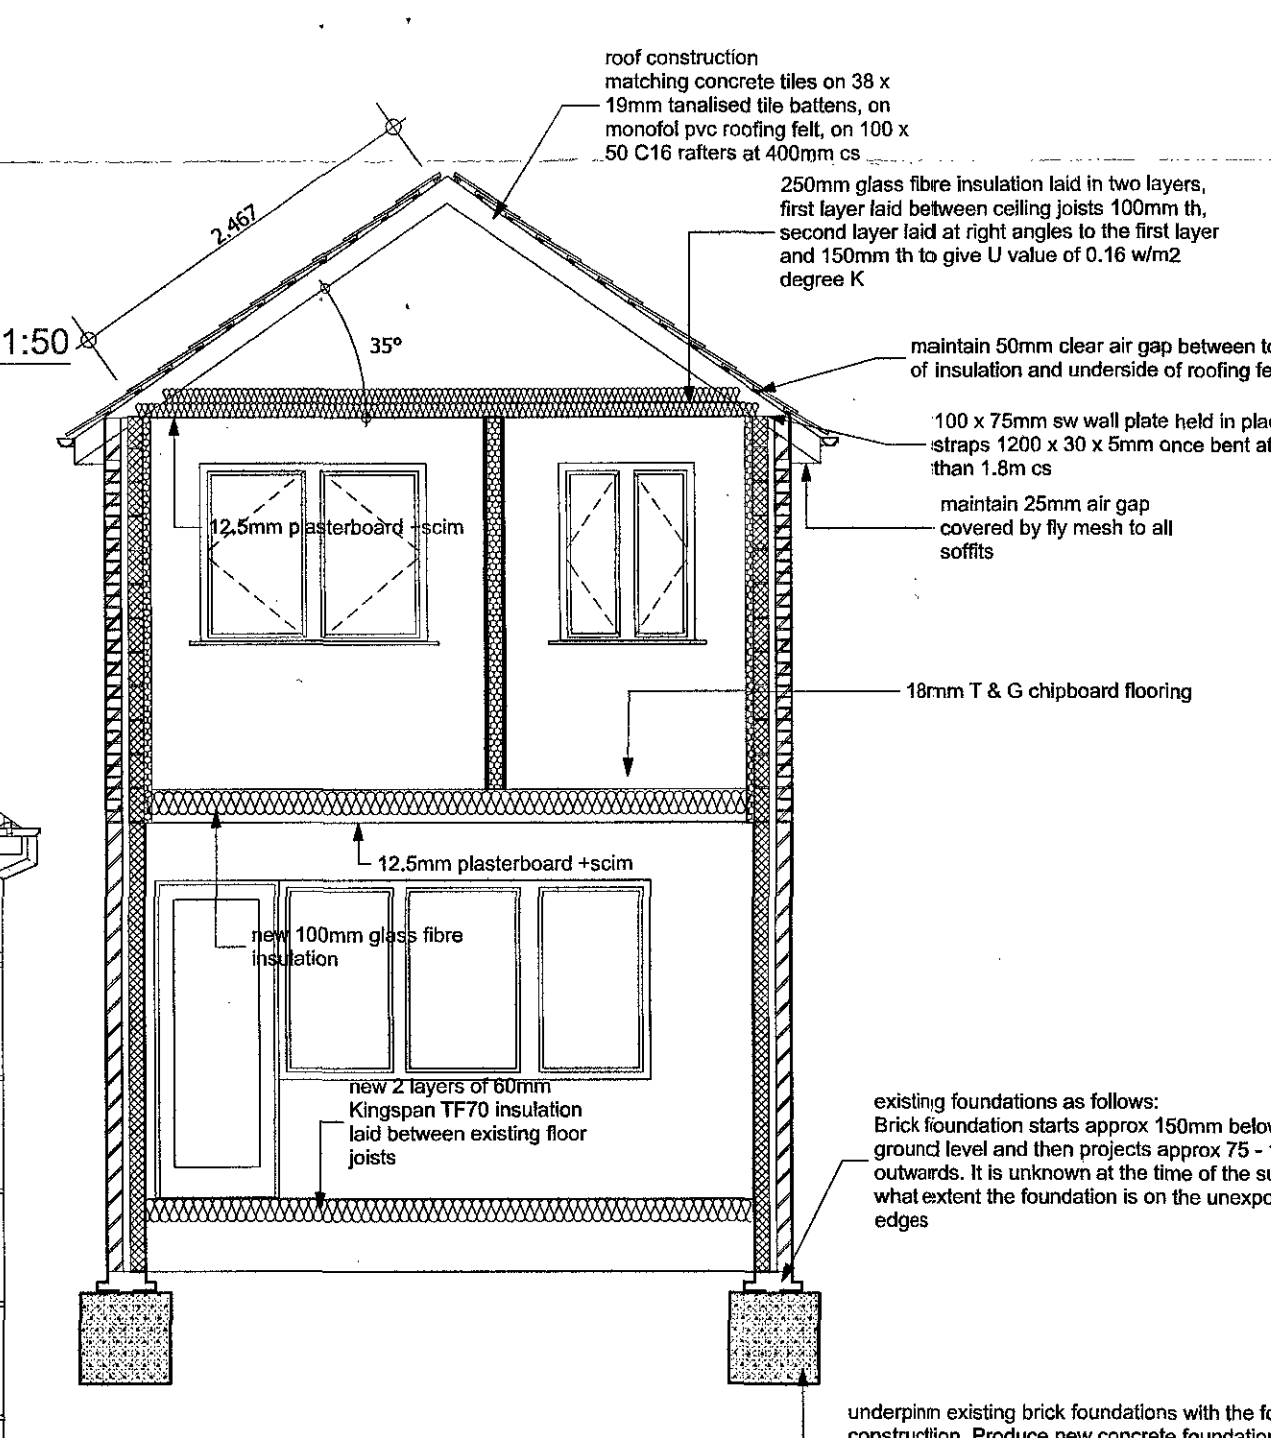 roof construction
matching concrete tiles on 38 x
19mm tanalised tile battens, on
monofol pvc roofing felt, on 100 x
50 C16 rafters at 400mm cs
250mm glass fibre insulation laid in two layers,
first layer laid between ceiling joists 100mm th,
second layer laid at right angles to the first layer
and 150mm th to give U value of 0.16 w/m2
degree K
2.467
1:50
35°
maintain 50mm clear air gap between
of insulation and underside of roofing
100 x 75mm sw wall plate held in
straps 1200 x 30 x 5mm once bent
than 1.8m cs
maintain 25mm air gap
covered by fly mesh to all
soffits
12.5mm plasterboard +scim
18mm T & G chipboard flooring
12.5mm plasterboard +scim
new 100mm glass fibre
insulation
new 2 layers of 60mm
Kingspan TF70 insulation
laid between existing floor
joists
existing foundations as follows:
Brick foundation starts approx 150mm
ground level and then projects approx 75 -
outwards. It is unknown at the time of the
what extent the foundation is on the
edges
underpinm existing brick foundations with the
construction. Produce new concrete